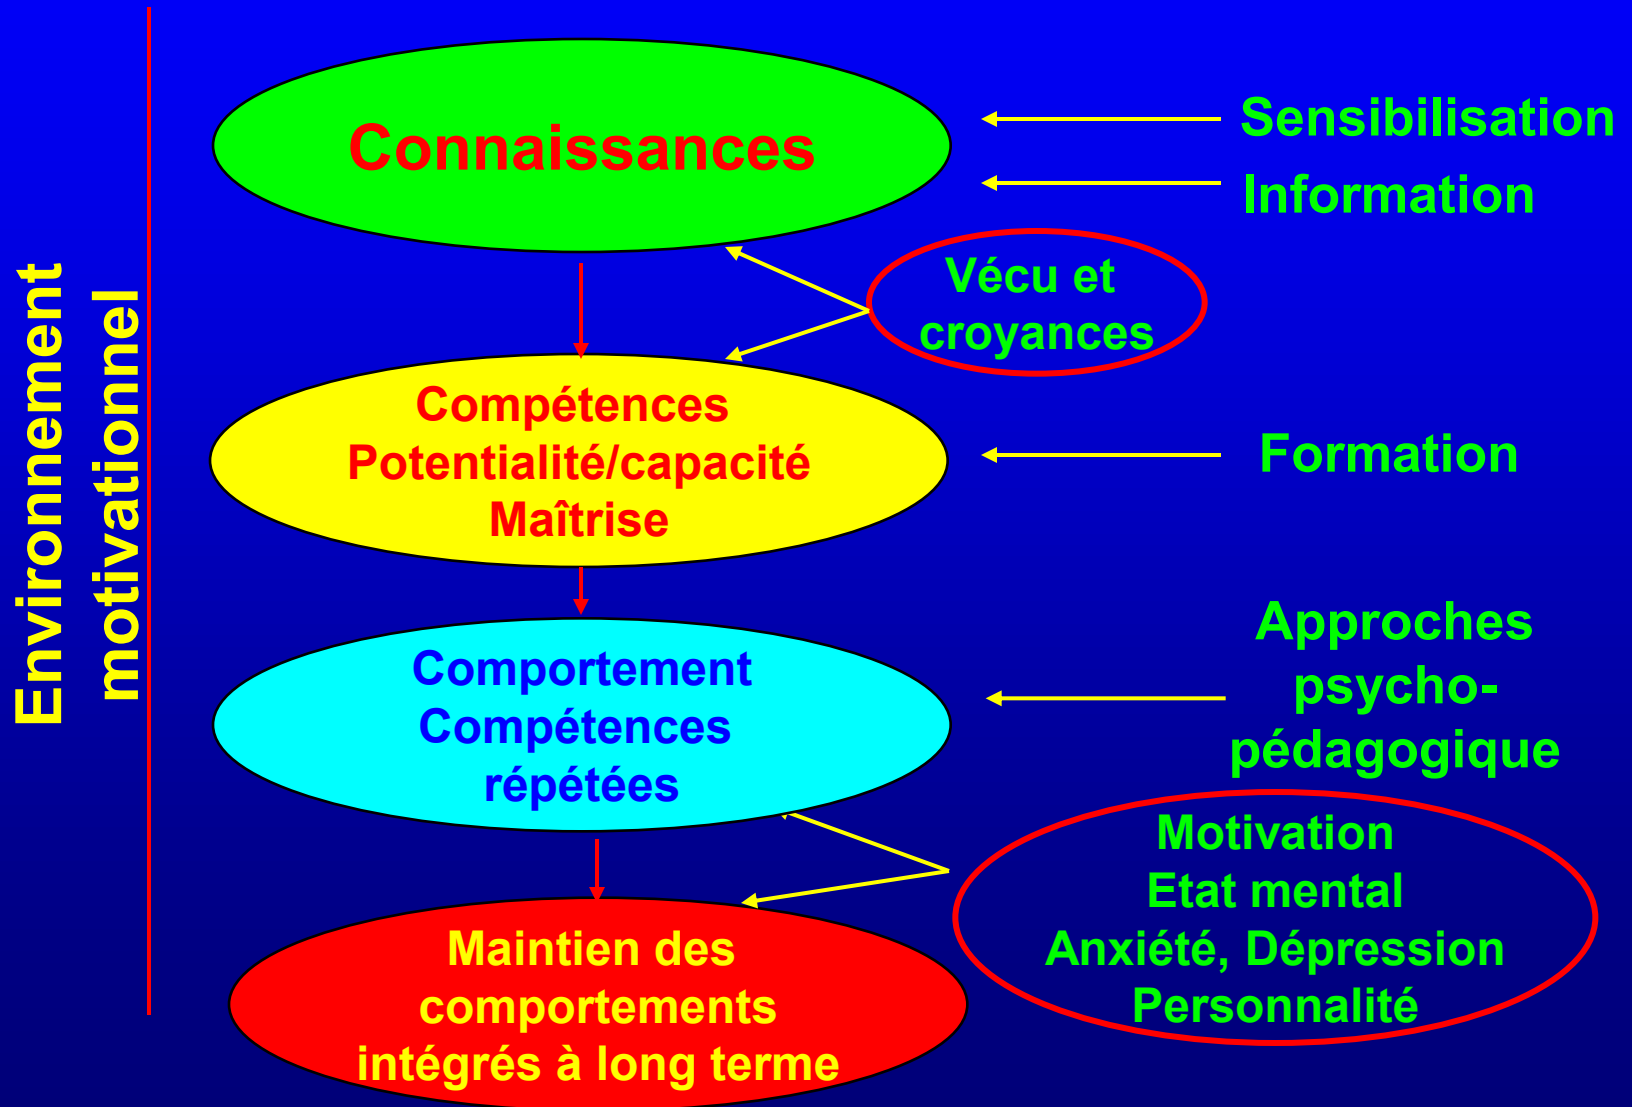 Environnement
motivationnel
Connaissances
Sensibilisation
Information
Vécu et
croyances
Compétences
Potentialité/capacité
Maîtrise
Formation
Comportement
Compétences
répétées
Approches
psycho-
pédagogique
Motivation
Etat mental
Anxiété, Dépression
Personnalité
Maintien des
comportements
intégrés à long terme